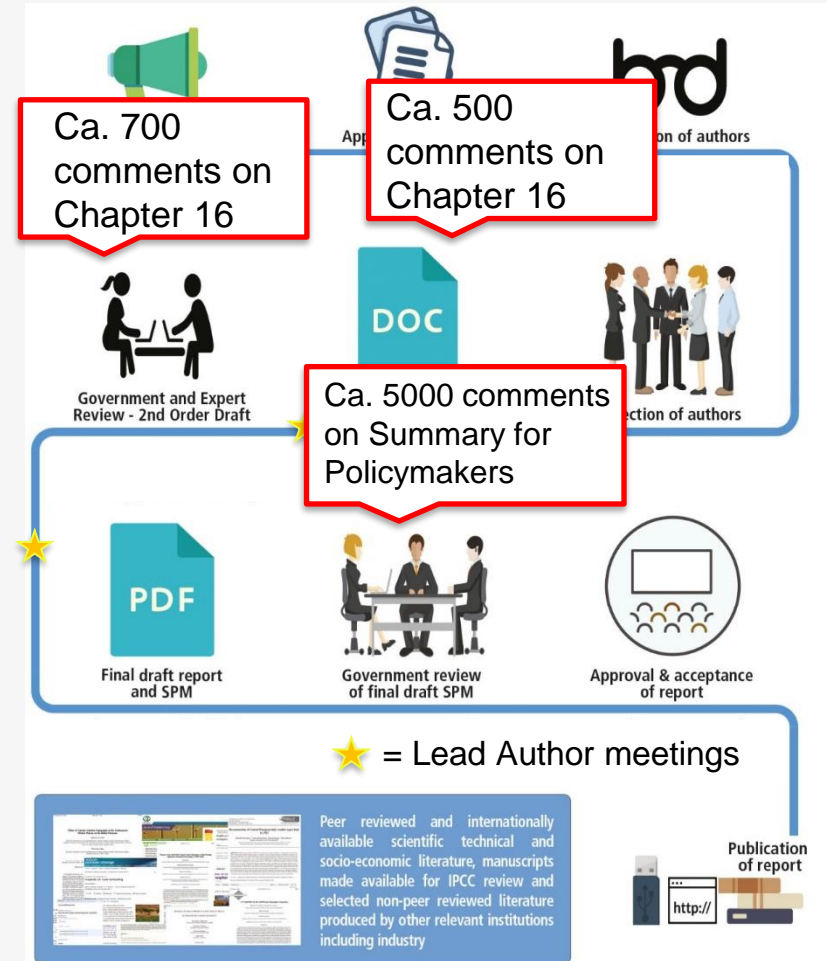 Ca. 700
comments on
Chapter 16
App
Ca. 500
comments on
Chapter 16
on of authors
DOC
Government and Expert
Review - 2nd Order Draft
Ca. 5000 comments
on Summary for
Policymakers
ection of authors
PDF
Final draft report
and SPM
Government review
of final draft SPM
Approval & acceptance
of report
= Lead Author meetings
Peer reviewed and internationally
available scientific technical and
socio-economic literature, manuscripts
made available for IPCC review and
selected non-peer reviewed literature
produced by other relevant institutions
including industry
Publication
of report
http://